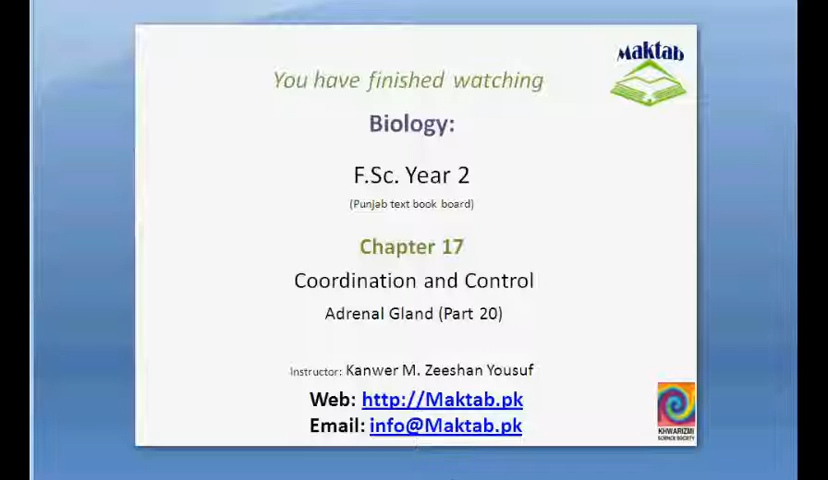 Maktab
You have finished watching
Biology:
F.Sc. Year 2
(Punjab text book board)
Chapter 17
Coordination and Control
Adrenal Gland (Part 20)
Instructor: Kanwer M. Zeeshan Yousuf
Web: http://Maktab.pk
Email: info@Maktab.pk
KHWARIZMI
SCIENCE SOCIETY